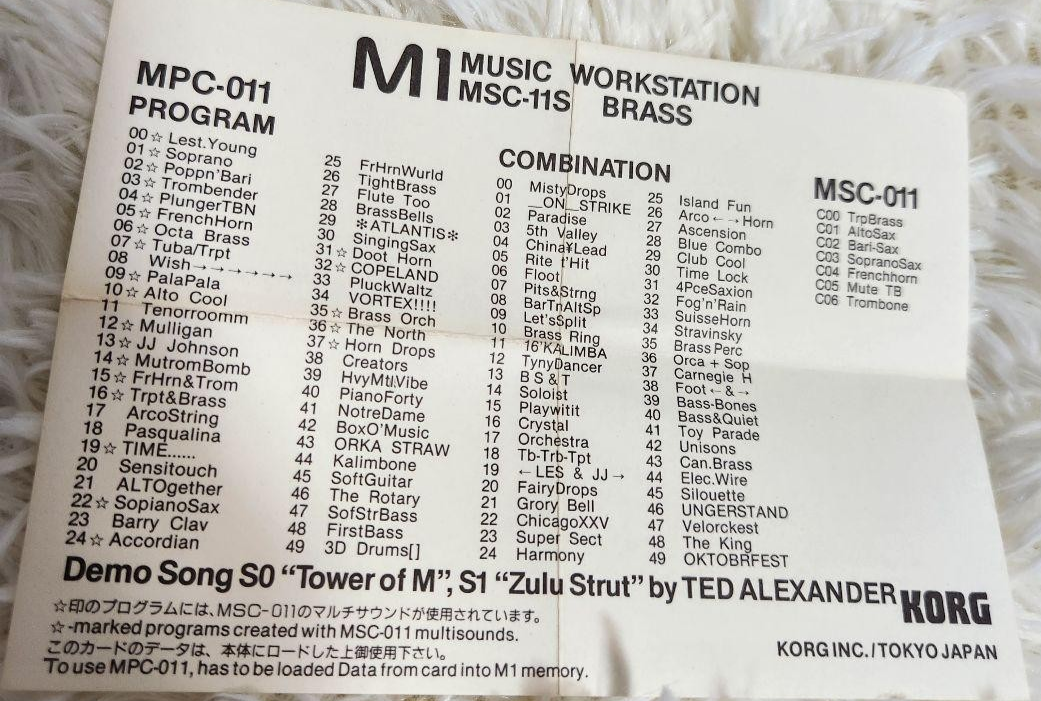 M1 MUSIC WORKSTATION
MSC-11S BRASS
MPC-011
PROGRAM
00☆ Lest.Young
01☆ Soprano
02☆ Poppn'Bari
03☆ Trombender
04☆ PlungerTBN
05☆ FrenchHorn
06☆ Octa Brass
07☆ Tuba/Trpt
08 Wish→→→→→→
09☆ PalaPala
10☆ Alto Cool
11 Tenorroomm
12☆ Mulligan
13☆ JJ Johnson
14☆ MutromBomb
15☆ FrHrn&Trom
16☆ Trpt&Brass
17 ArcoString
18 Pasqualina
19☆ TIME......
20 Sensitouch
21 ALTOgether
22☆ SopianoSax
23 Barry Clav
24☆ Accordian
25 FrHrnWurld
26 TightBrass
27 Flute Too
28 BrassBells
29 ✻ATLANTIS✻
30 SingingSax
31☆ Doot Horn
32☆ COPELAND
33 PluckWaltz
34 VORTEX!!!!
35☆ Brass Orch
36☆ The North
37☆ Horn Drops
38 Creators
39 HvyMtlVibe
40 PianoForty
41 NotreDame
42 BoxO'Music
43 ORKA STRAW
44 Kalimbone
45 SoftGuitar
46 The Rotary
47 SofStrBass
48 FirstBass
49 3D Drums[]
COMBINATION
00 MistyDrops
01 __ON_STRIKE
02 Paradise
03 5th Valley
04 China¥Lead
05 Rite t'Hit
06 Floot
07 Pits&Strng
08 BarTnAltSp
09 Let'sSplit
10 Brass Ring
11 16'KALIMBA
12 TynyDancer
13 B S & T
14 Soloist
15 Playwitit
16 Crystal
17 Orchestra
18 Tb-Trb-Tpt
19 ←LES & JJ→
20 FairyDrops
21 Grory Bell
22 ChicagoXXV
23 Super Sect
24 Harmony
25 Island Fun
26 Arco←→Horn
27 Ascension
28 Blue Combo
29 Club Cool
30 Time Lock
31 4PceSaxion
32 Fog'n'Rain
33 SuisseHorn
34 Stravinsky
35 Brass Perc
36 Orca + Sop
37 Carnegie H
38 Foot ←&→
39 Bass-Bones
40 Bass&Quiet
41 Toy Parade
42 Unisons
43 Can.Brass
44 Elec.Wire
45 Silouette
46 UNGERSTAND
47 Velorckest
48 The King
49 OKTOBRFEST
MSC-011
C00 TrpBrass
C01 AltoSax
C02 Bari-Sax
C03 SopranoSax
C04 Frenchhorn
C05 Mute TB
C06 Trombone
Demo Song S0 “Tower of M”, S1 “Zulu Strut” by TED ALEXANDER
☆印のプログラムには、MSC-011のマルチサウンドが使用されています。
☆-marked programs created with MSC-011 multisounds.
このカードのデータは、本体にロードした上御使用下さい。
To use MPC-011, has to be loaded Data from card into M1 memory.
KORG
KORG INC./TOKYO JAPAN